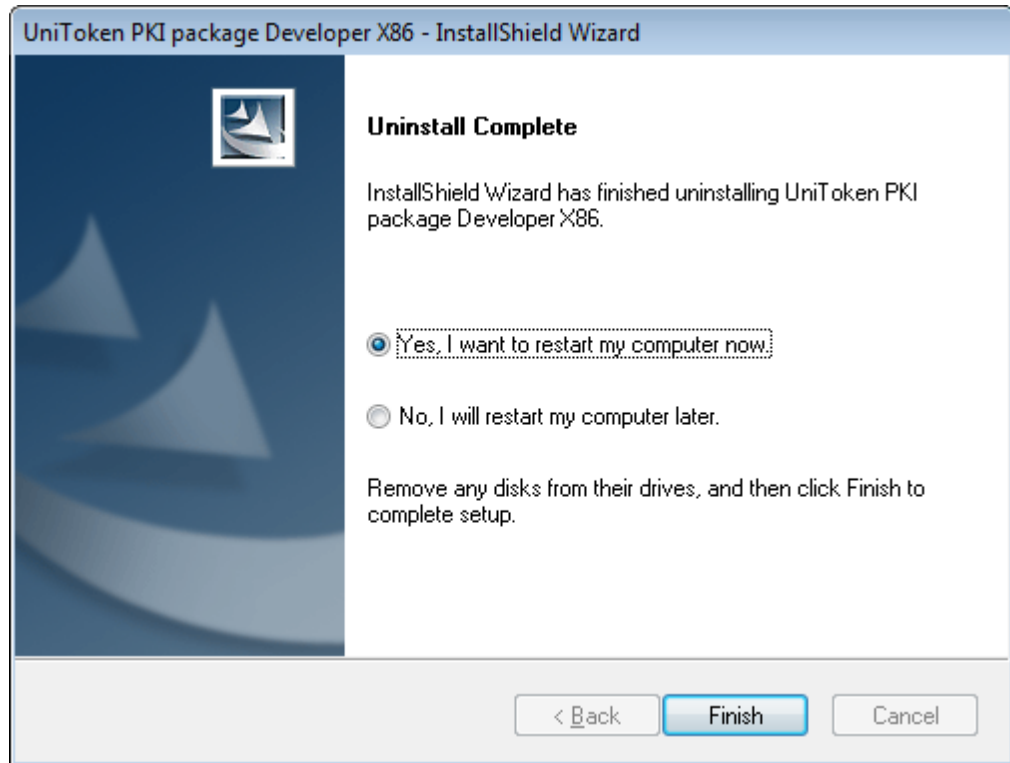 UniToken PKI package Developer X86 - InstallShield Wizard
Uninstall Complete
InstallShield Wizard has finished uninstalling UniToken PKI
package Developer X86.
Yes, I want to restart my computer now.
No, I will restart my computer later.
Remove any disks from their drives, and then click Finish to
complete setup.
< Back
Finish
Cancel